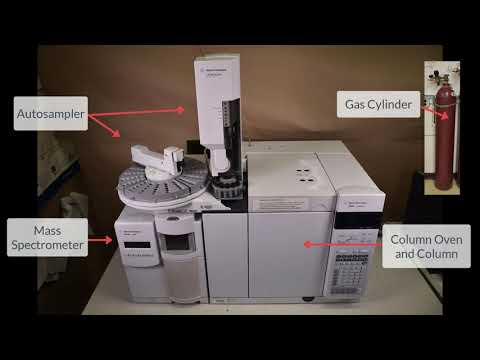 Autosampler
Gas Cylinder
Mass
Spectrometer
Column Oven
and Column